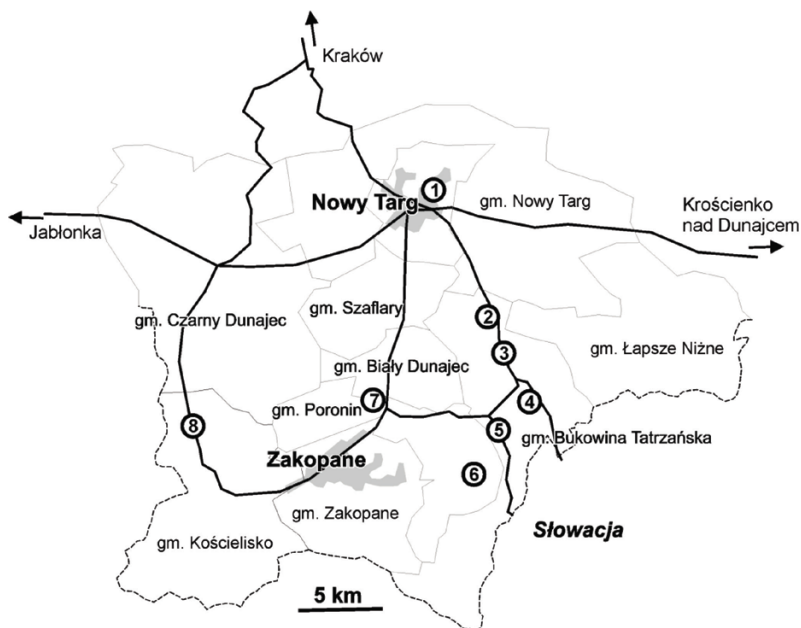 Kraków
Nowy Targ
1
gm. Nowy Targ
Krościenko
nad Dunajcem
Jabłonka
gm. Szaflary
2
gm. Czarny Dunajec
3
gm. Łapsze Niżne
gm. Biały Dunajec
7
4
gm. Poronin
8
5
gm. Bukowina Tatrzańska
Zakopane
6
gm. Zakopane
Słowacja
gm. Kościelisko
5 km